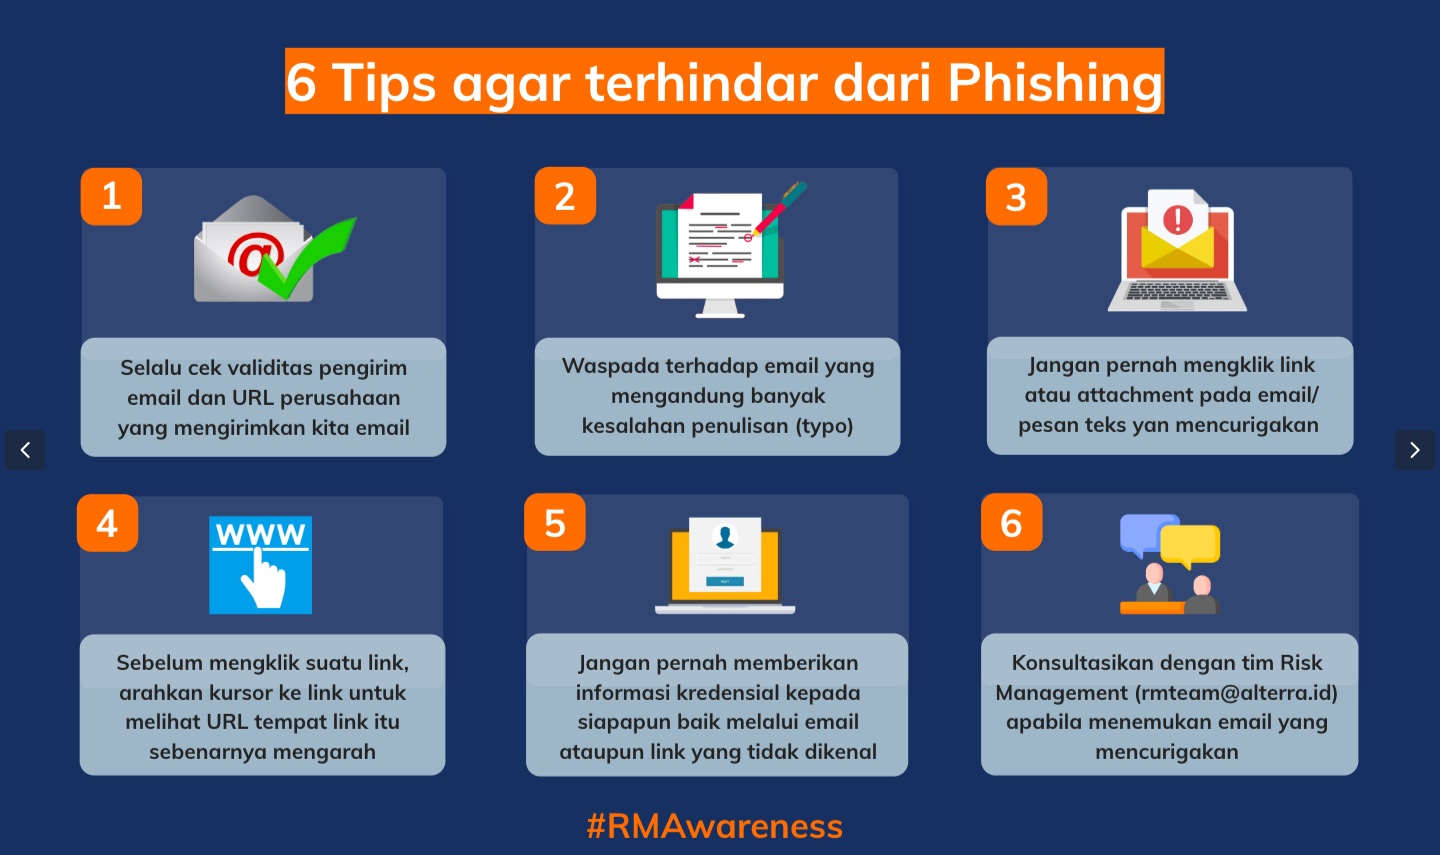 6 Tips agar terhindar dari Phishing
1
Selalu cek validitas pengirim
email dan URL perusahaan
yang mengirimkan kita email
2
Waspada terhadap email yang
mengandung banyak
kesalahan penulisan (typo)
3
Jangan pernah mengklik link
atau attachment pada email/
pesan teks yan mencurigakan
4
www
Sebelum mengklik suatu link,
arahkan kursor ke link untuk
melihat URL tempat link itu
sebenarnya mengarah
5
Jangan pernah memberikan
informasi kredensial kepada
siapapun baik melalui email
ataupun link yang tidak dikenal
6
Konsultasikan dengan tim Risk
Management (rmteam@alterra.id)
apabila menemukan email yang
mencurigakan
#RMAwareness